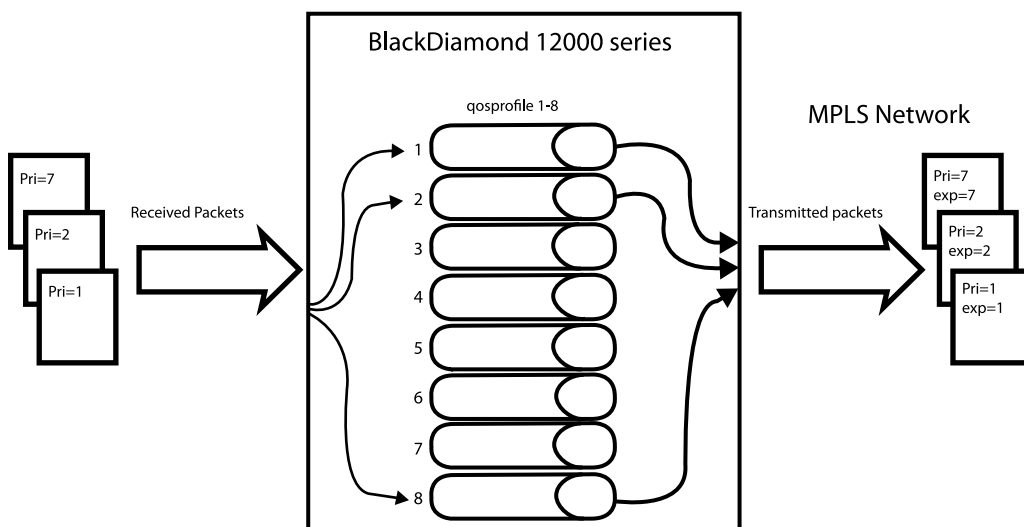 BlackDiamond 12000 series
qosprofile 1-8
MPLS Network
Pri=7
Pri=2
Pri=1
Received Packets
1
2
3
4
5
6
7
8
Transmitted packets
Pri=7
exp=7
Pri=2
exp=2
Pri=1
exp=1